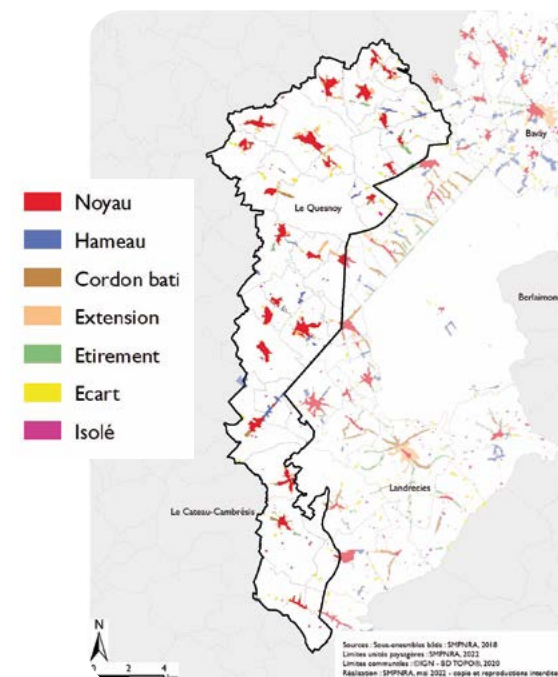 Bavay
Le Quesnoy
Noyau
Hameau
Cordon bati
Extension
Etirement
Ecart
Isolé
Berlaimont
Landrecies
Le Cateau-Cambrésis
N
0 2 4
Sources : Sous-ensembles bâtis : SMPNRA, 2018
Limites unités paysagères : SMPNRA, 2022
Limites communales : ©IGN - BD TOPO®, 2020
Réalisation : SMPNRA, mai 2022 - copie et reproductions interdites